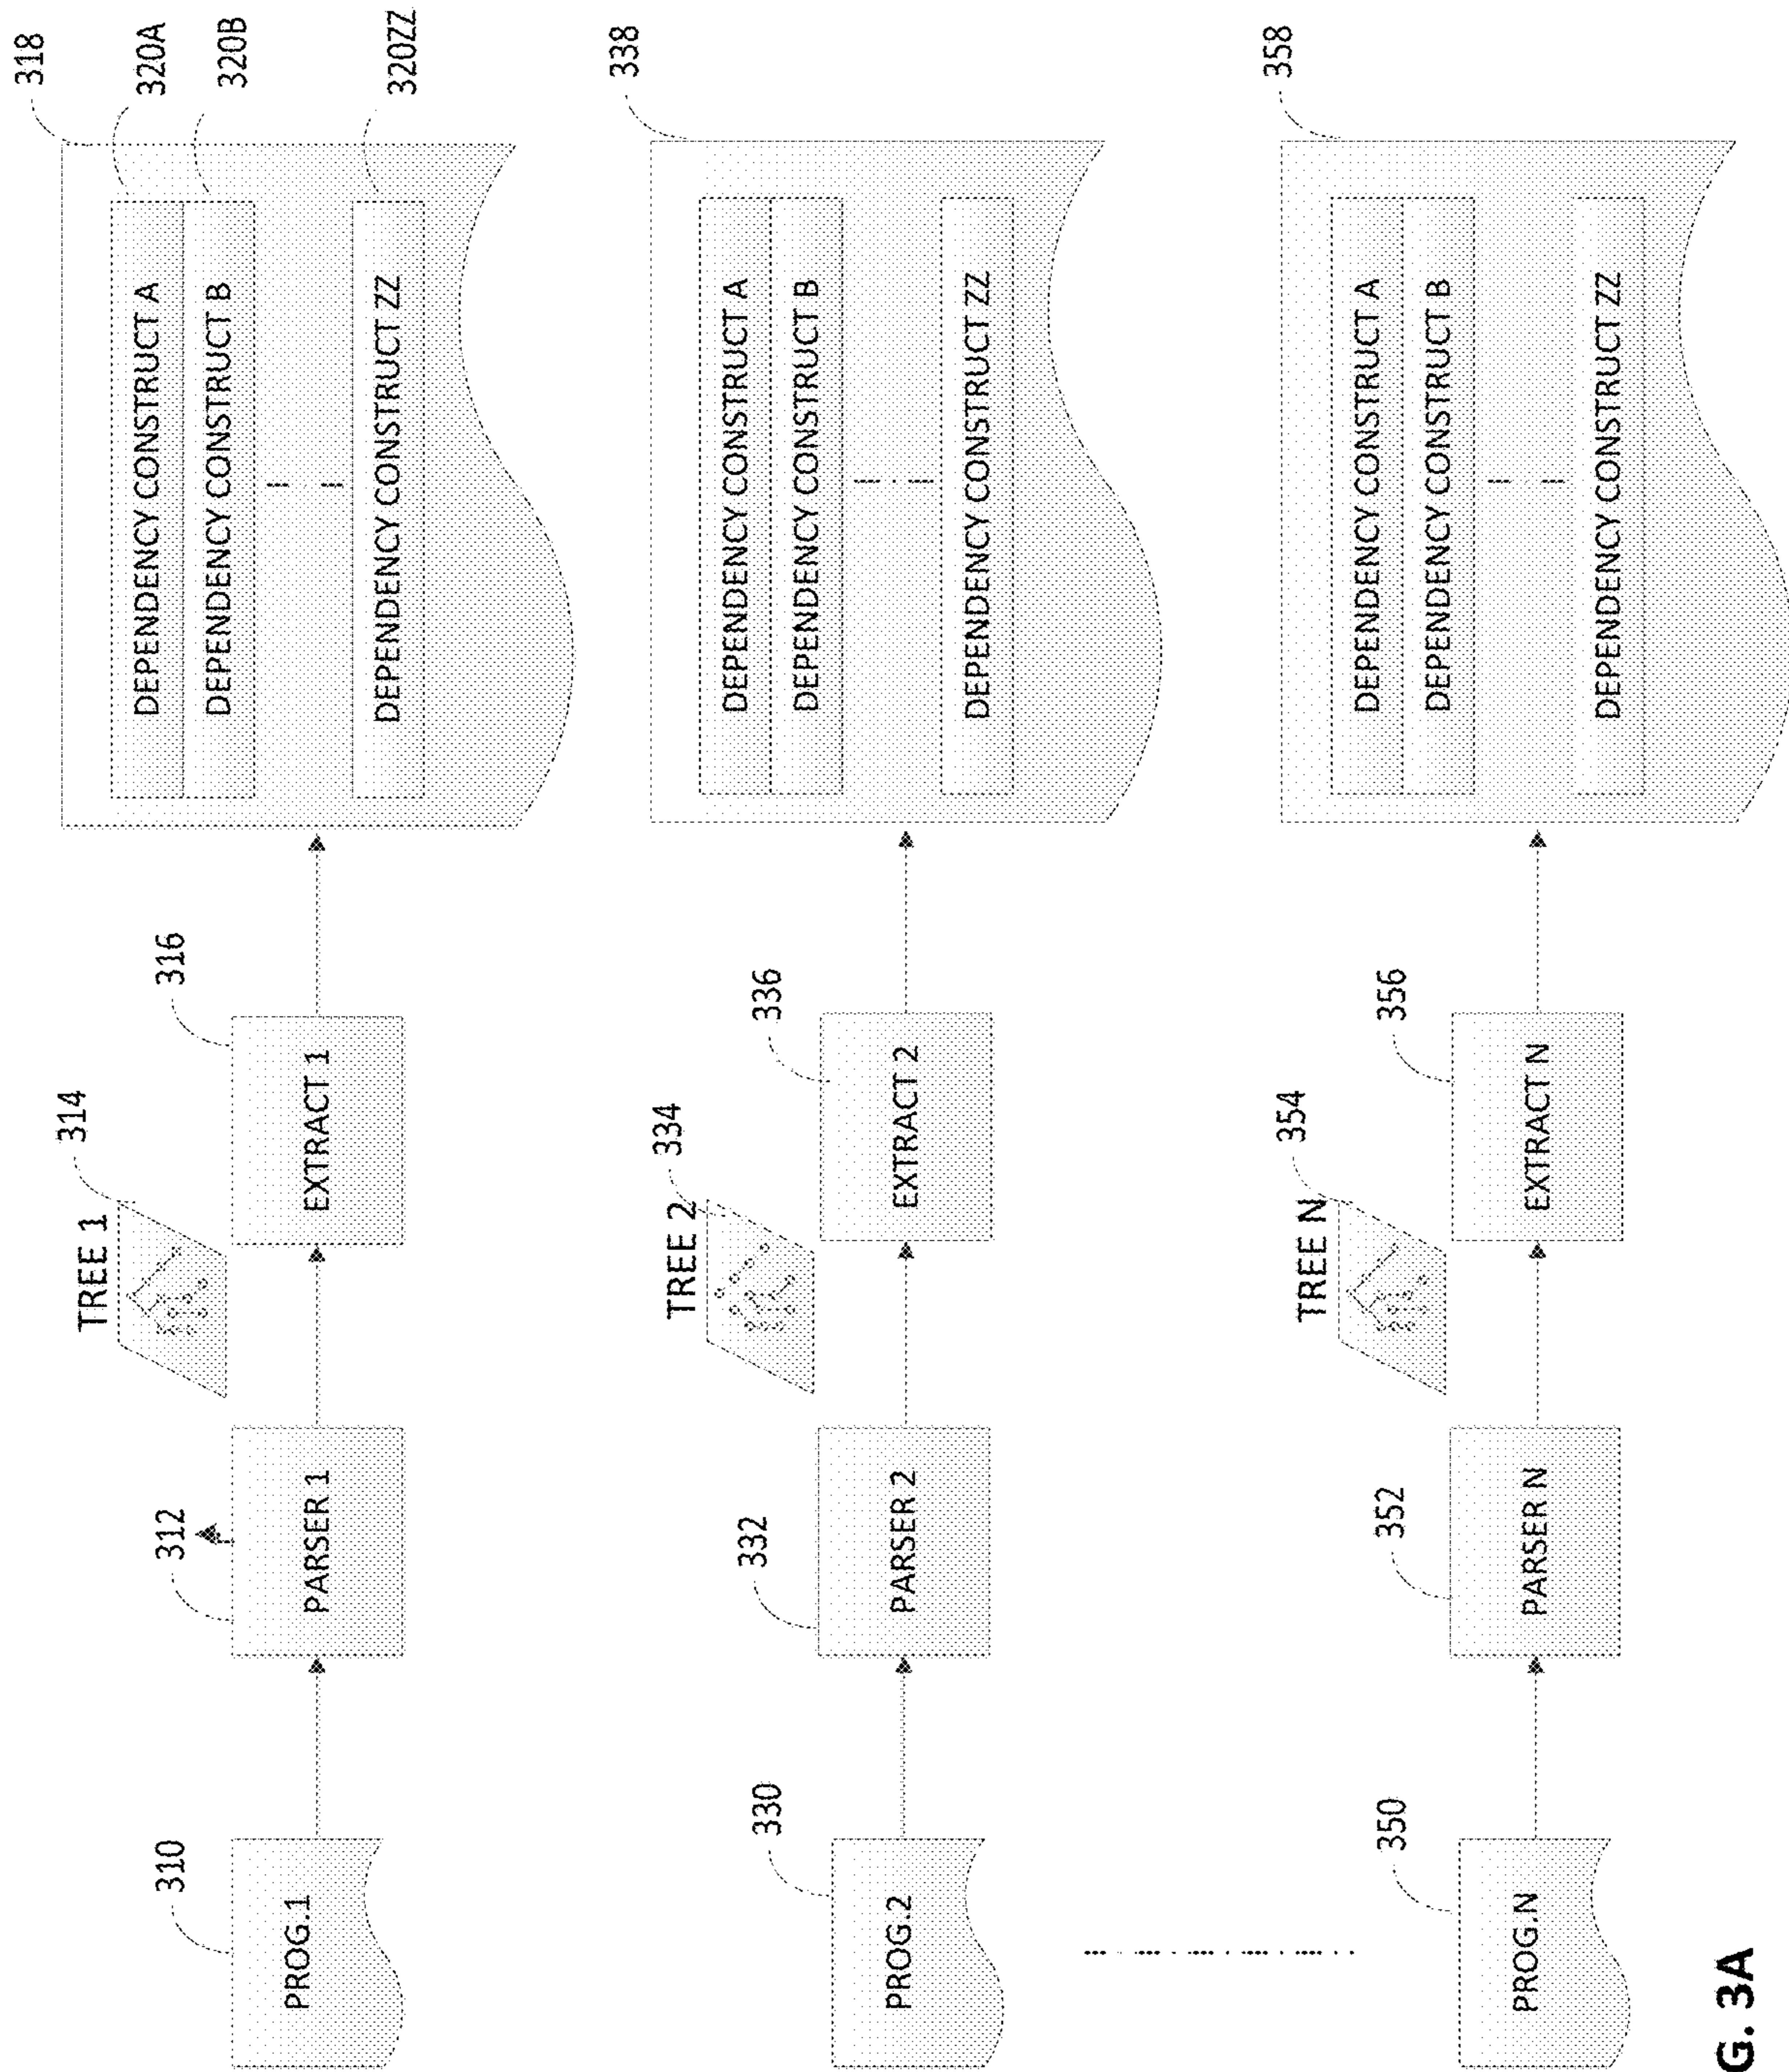 318
320A
320B
320ZZ
DEPENDENCY CONSTRUCT A
DEPENDENCY CONSTRUCT B
DEPENDENCY CONSTRUCT ZZ
316
314
TREE 1
EXTRACT 1
312
PARSER 1
310
PROG.1
338
DEPENDENCY CONSTRUCT A
DEPENDENCY CONSTRUCT B
DEPENDENCY CONSTRUCT ZZ
336
334
TREE 2
EXTRACT 2
332
PARSER 2
330
PROG.2
358
DEPENDENCY CONSTRUCT A
DEPENDENCY CONSTRUCT B
DEPENDENCY CONSTRUCT ZZ
356
354
TREE N
EXTRACT N
352
PARSER N
350
PROG.N
G. 3A